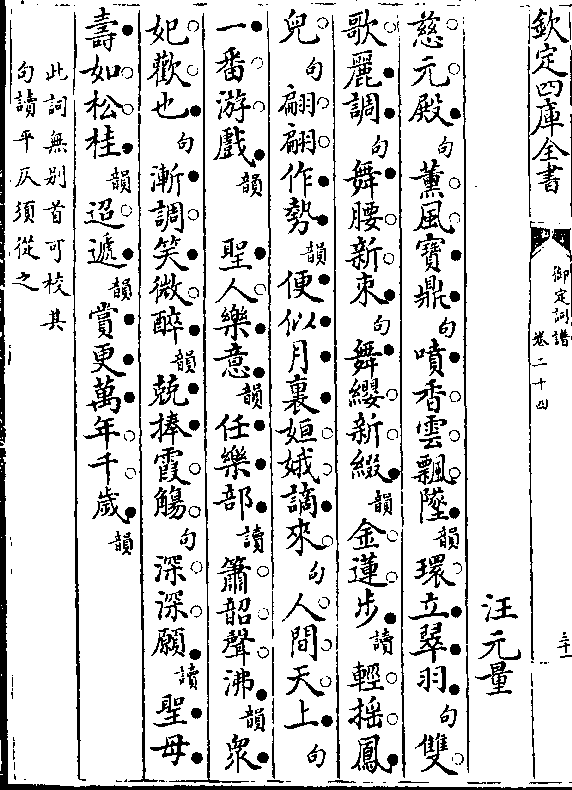 欽定四庫全書
御定詞譜
卷二十四
汪元量
慈元殿句薰風寶鼎句噴香雲飄墜韻環立翠羽句雙
歌麗調句舞腰新束句舞纓新綴韻金蓮步讀輕搖鳳
兒句翩翩作勢韻便似月裏姮娥謫來句人間天上句
一番游戲韻　聖人樂意韻任樂部讀簫韶聲沸韻衆
妃歡也句漸調笑微醉韻競捧霞觴句深深願讀聖母
壽如松桂韻迢遞韻賞更萬年千歲韻
此詞無别首可校其
句讀平仄須從之